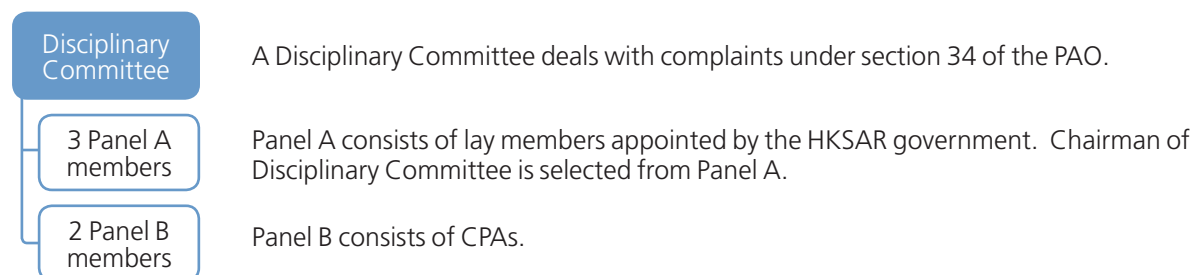 Disciplinary
Committee
A Disciplinary Committee deals with complaints under section 34 of the PAO.
3 Panel A
members
Panel A consists of lay members appointed by the HKSAR government.  Chairman of
Disciplinary Committee is selected from Panel A.
2 Panel B
members
Panel B consists of CPAs.